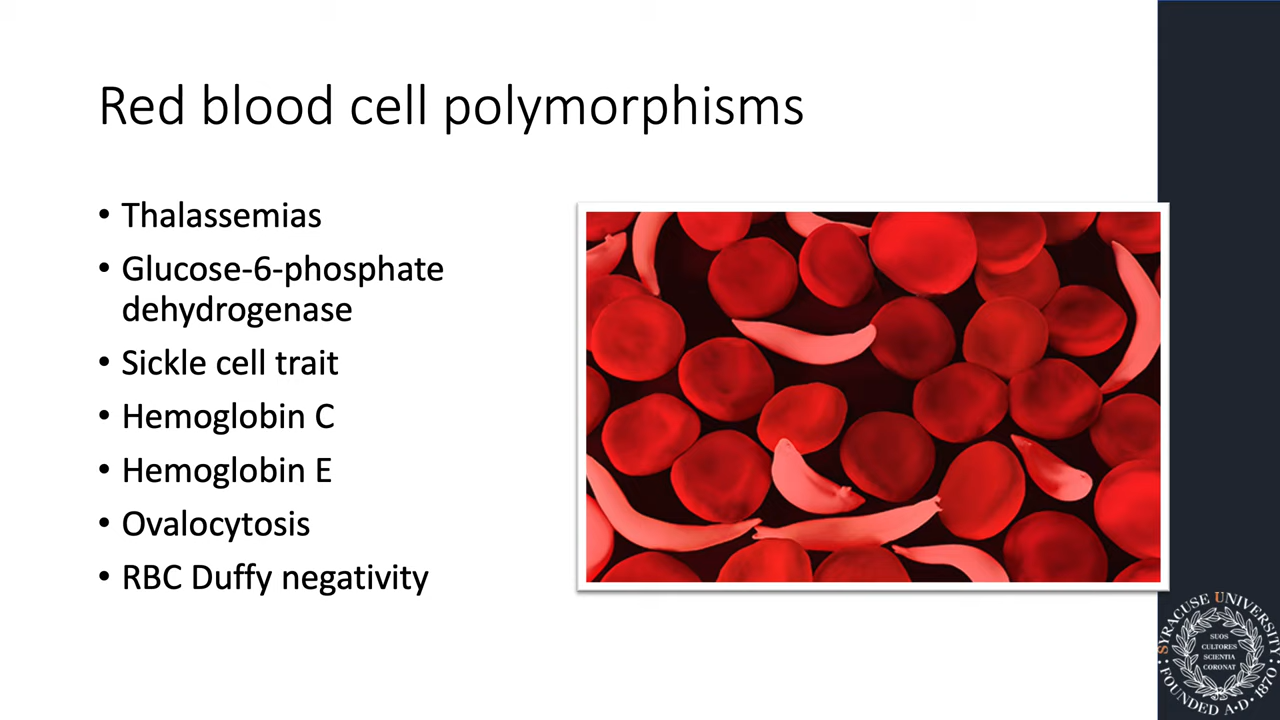 Red blood cell polymorphisms
• Thalassemias
• Glucose-6-phosphate
dehydrogenase
• Sickle cell trait
• Hemoglobin C
• Hemoglobin E
• Ovalocytosis
• RBC Duffy negativity
SYRACUSE UNIVERSITY
SUOS
CULTORES
SCIENTIA
CORONAT
FOUNDED A•D•1870